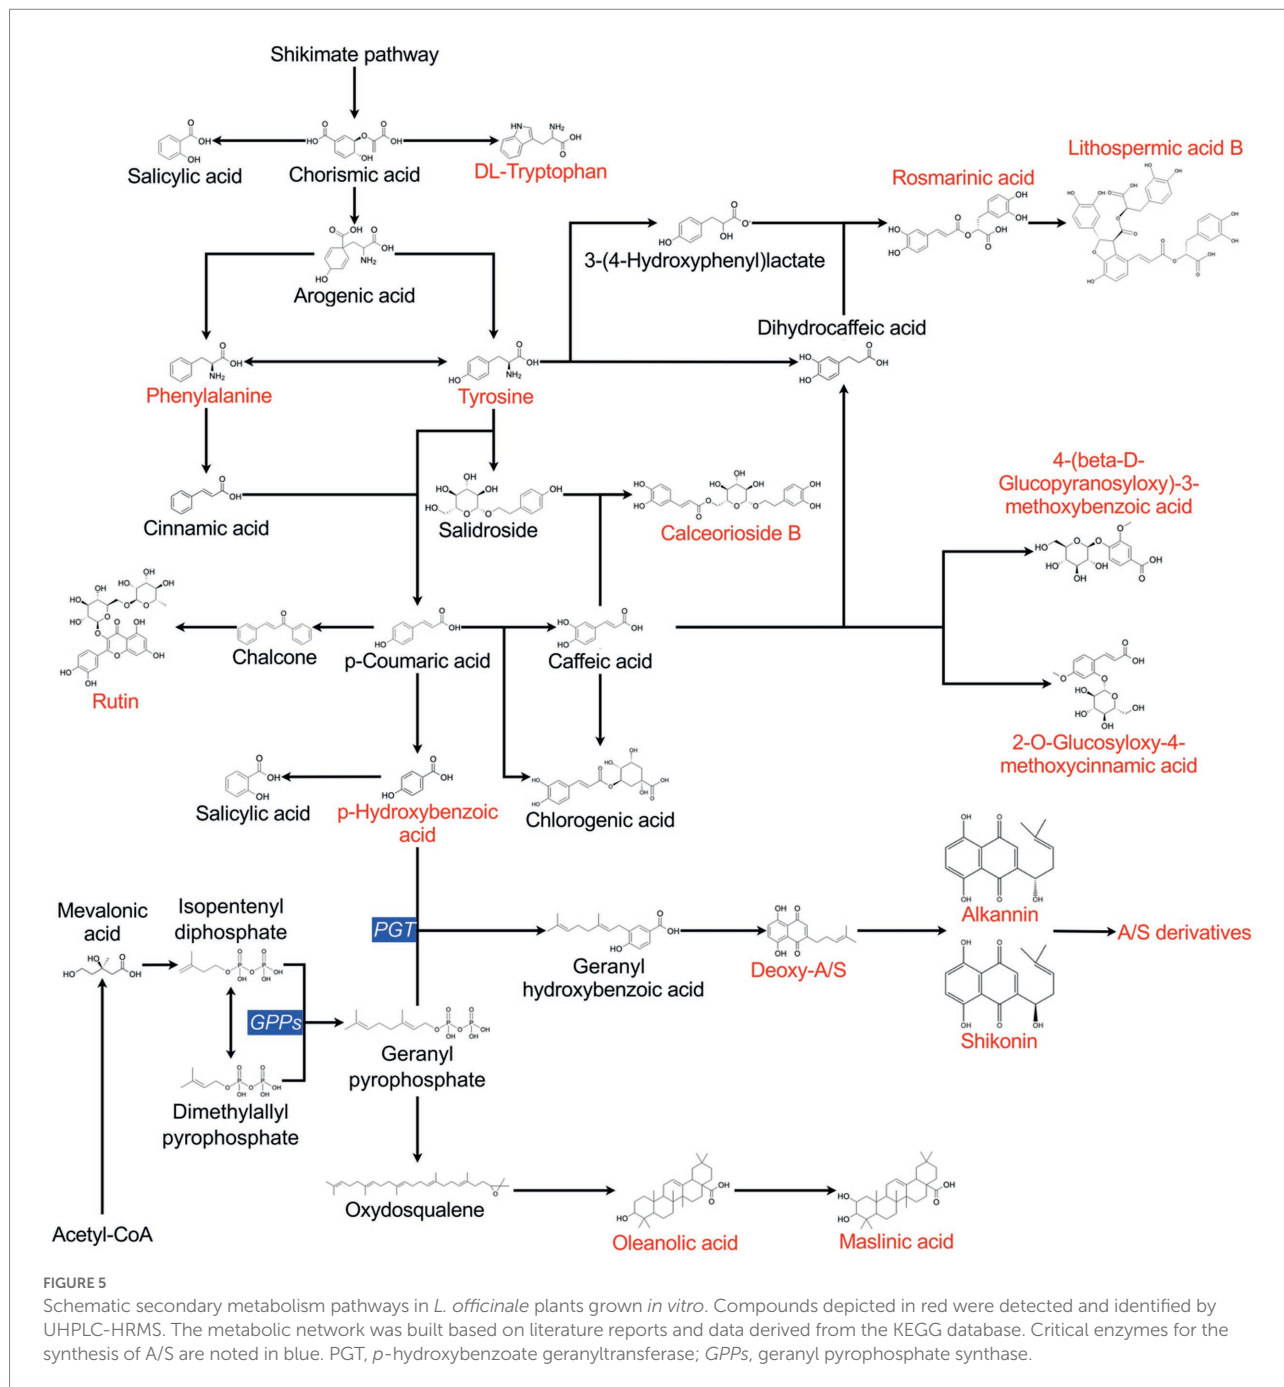 Shikimate pathway
Salicylic acid
Chorismic acid
DL-Tryptophan
Arogenic acid
Phenylalanine
Tyrosine
3-(4-Hydroxyphenyl)lactate
Rosmarinic acid
Lithospermic acid B
Dihydrocaffeic acid
Cinnamic acid
Salidroside
Calceorioside B
4-(beta-D-
Glucopyranosyloxy)-3-
methoxybenzoic acid
Rutin
Chalcone
p-Coumaric acid
Caffeic acid
2-O-Glucosyloxy-4-
methoxycinnamic acid
Salicylic acid
p-Hydroxybenzoic
acid
Chlorogenic acid
Mevalonic
acid
Isopentenyl
diphosphate
PGT
GPPs
Geranyl
hydroxybenzoic acid
Deoxy-A/S
Alkannin
Shikonin
A/S derivatives
Dimethylallyl
pyrophosphate
Geranyl
pyrophosphate
Acetyl-CoA
Oxydosqualene
Oleanolic acid
Maslinic acid
FIGURE 5
Schematic secondary metabolism pathways in L. officinale plants grown in vitro. Compounds depicted in red were detected and identified by
UHPLC-HRMS. The metabolic network was built based on literature reports and data derived from the KEGG database. Critical enzymes for the
synthesis of A/S are noted in blue. PGT, p-hydroxybenzoate geranyltransferase; GPPs, geranyl pyrophosphate synthase.